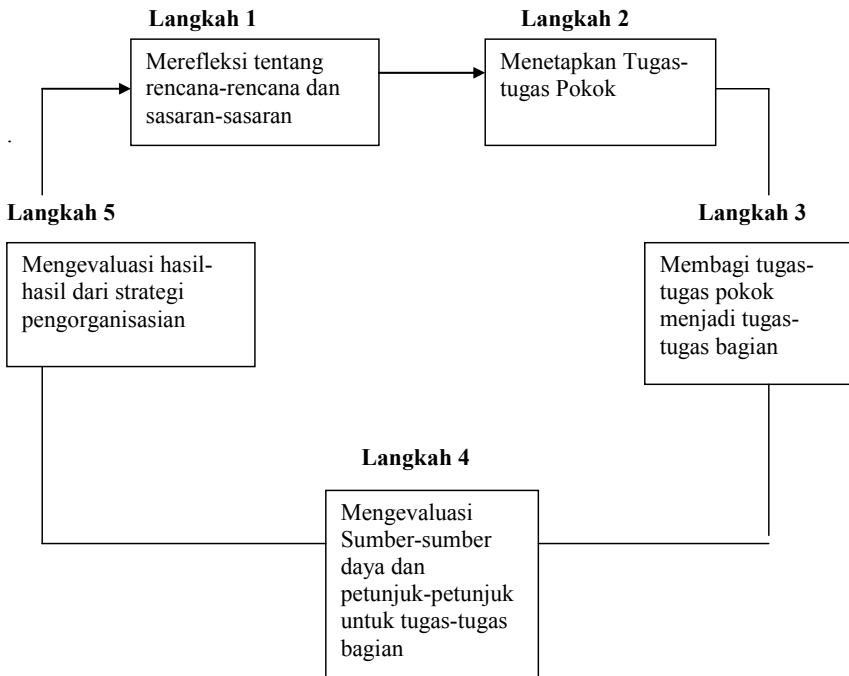 Langkah 1
Merefleksi tentang
rencana-rencana dan
sasaran-sasaran
Langkah 2
Menetapkan Tugas-
tugas Pokok
.
Langkah 5
Mengevaluasi hasil-
hasil dari strategi
pengorganisasian
Langkah 3
Membagi tugas-
tugas pokok
menjadi tugas-
tugas bagian
Langkah 4
Mengevaluasi
Sumber-sumber
daya dan
petunjuk-petunjuk
untuk tugas-tugas
bagian